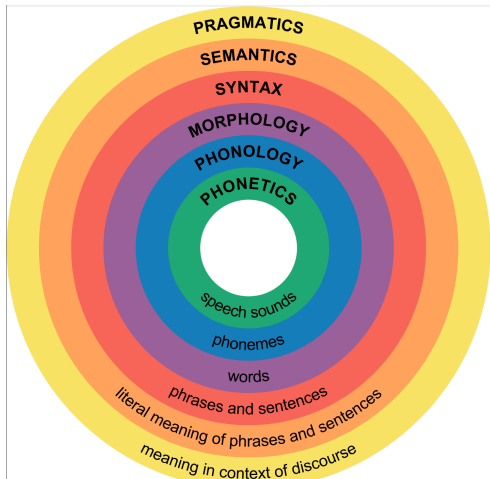 PRAGMATICS
SEMANTICS
SYNTAX
MORPHOLOGY
PHONOLOGY
PHONETICS
speech sounds
phonemes
words
phrases and sentences
literal meaning of phrases and sentences
meaning in context of discourse